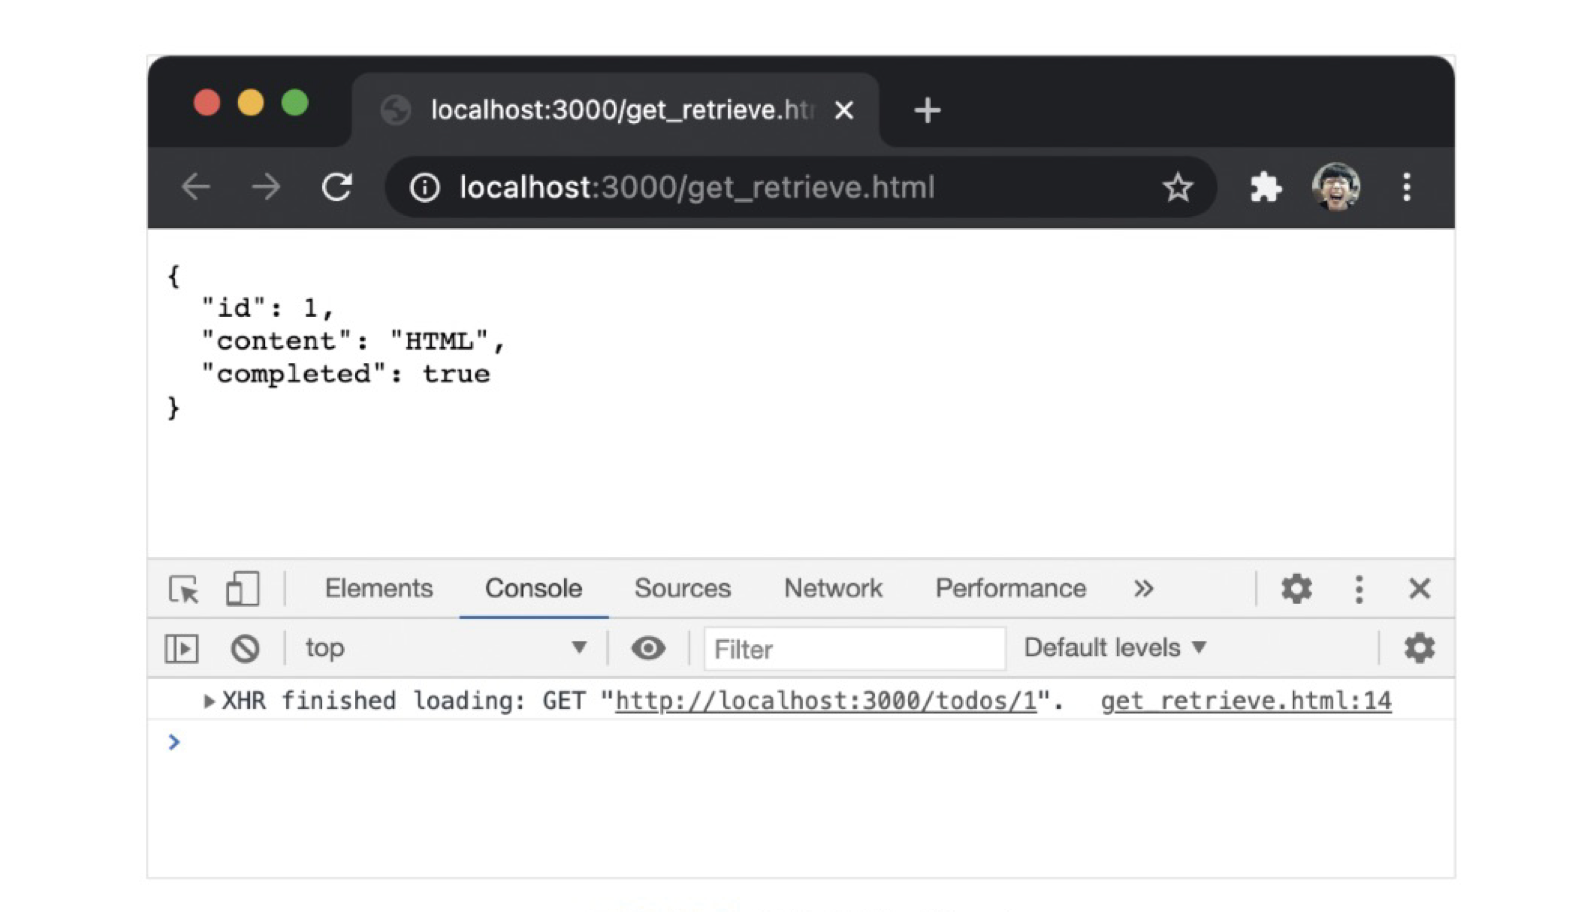 localhost:3000/get_retrieve.htm
localhost:3000/get_retrieve.html
{
  "id": 1,
  "content": "HTML",
  "completed": true
}
Elements Console Sources Network Performance
top Filter Default levels
XHR finished loading: GET "http://localhost:3000/todos/1". get_retrieve.html:14